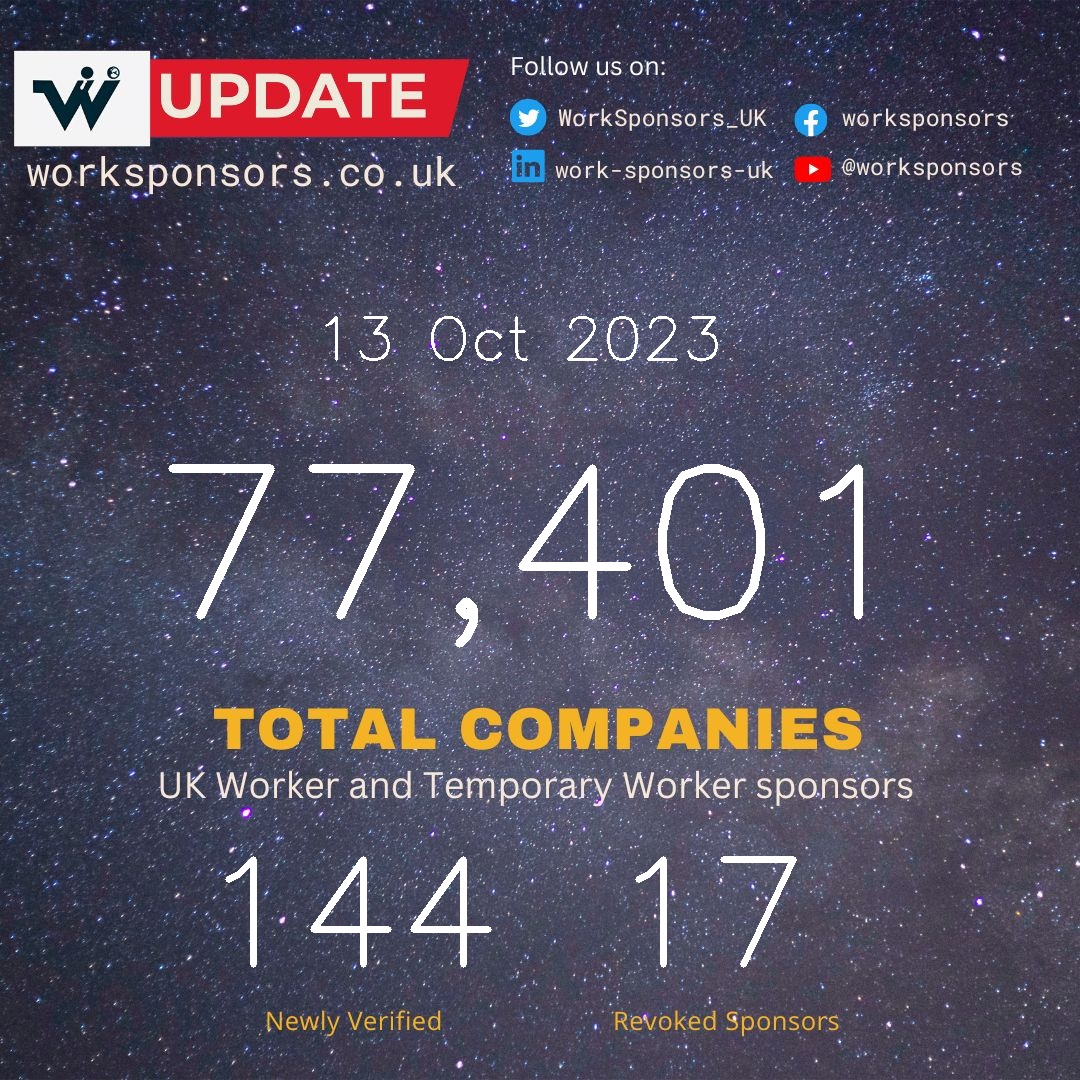 UPDATE
worksponsors.co.uk
Follow us on:
WorkSponsors_UK
worksponsors
in work-sponsors-uk
@worksponsors
13 Oct 2023
77,401
TOTAL COMPANIES
UK Worker and Temporary Worker sponsors
144 17
Newly Verified Revoked Sponsors